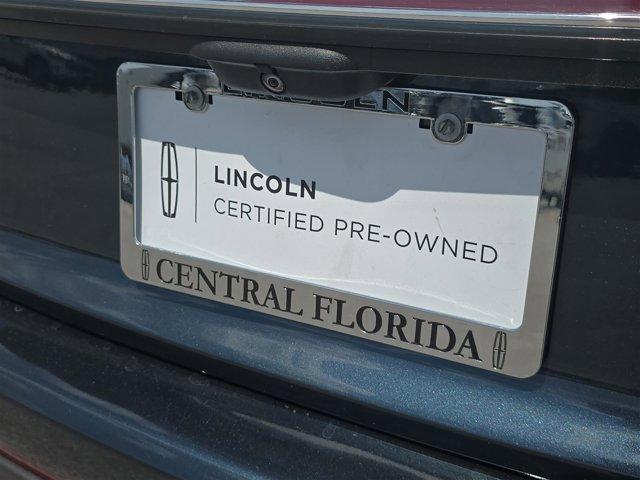 LINCOLN
LINCOLN
CERTIFIED PRE-OWNED
CENTRAL FLORIDA